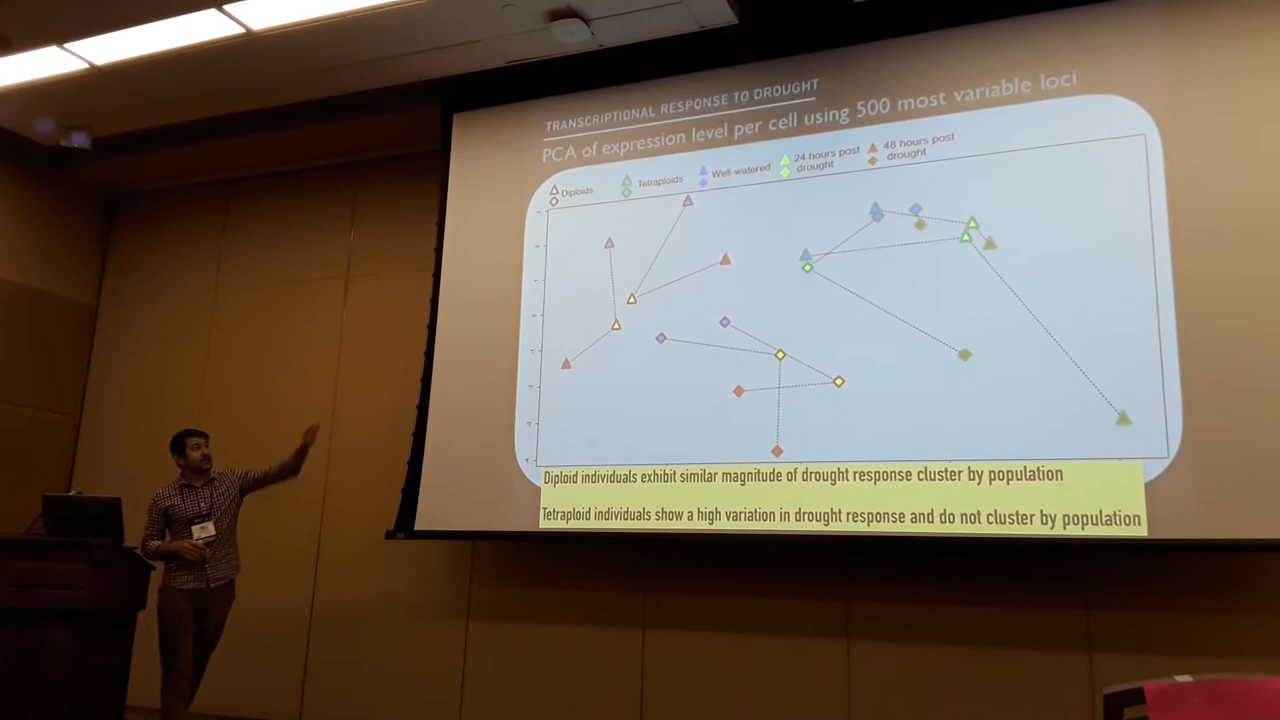 TRANSCRIPTIONAL RESPONSE TO DROUGHT
PCA of expression level per cell using 500 most variable loci
Diploids
Tetraploids
Well-watered
24 hours post
drought
48 hours post
drought
Diploid individuals exhibit similar magnitude of drought response cluster by population
Tetraploid individuals show a high variation in drought response and do not cluster by population